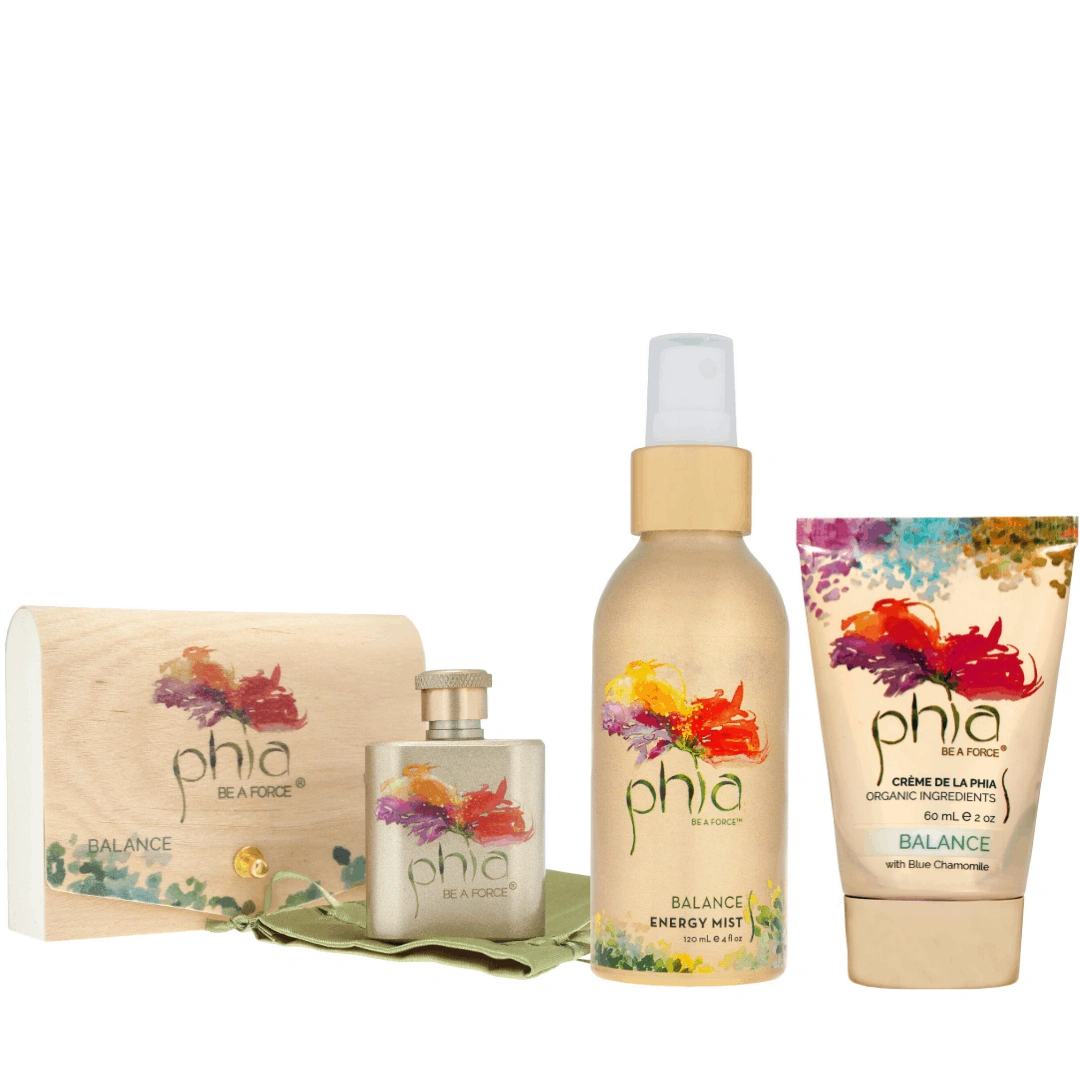 phia
BE A FORCE®
BALANCE
phia
BE A FORCE®
phia
BE A FORCE™
BALANCE
ENERGY MIST
120 mL ℮ 4 fl oz
phia
BE A FORCE®
CRÈME DE LA PHIA
ORGANIC INGREDIENTS
60 mL ℮ 2 oz
BALANCE
with Blue Chamomile